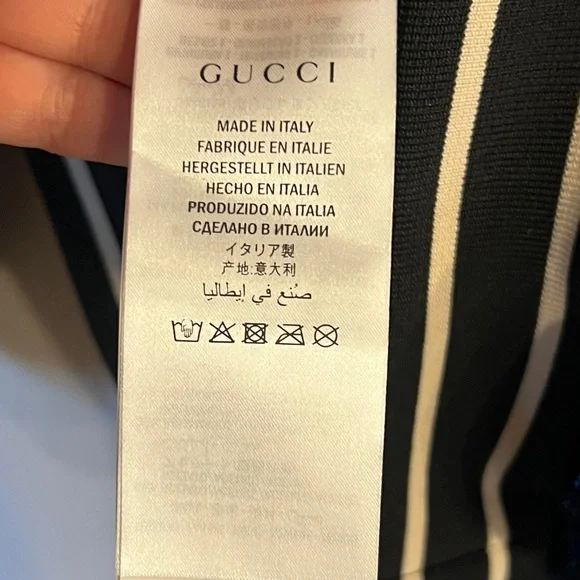 GUCCI
MADE IN ITALY
FABRIQUE EN ITALIE
HERGESTELLT IN ITALIEN
HECHO EN ITALIA
PRODUZIDO NA ITALIA
СДЕЛАНО В ИТАЛИИ
イタリア製
产地:意大利
صُنع في إيطاليا